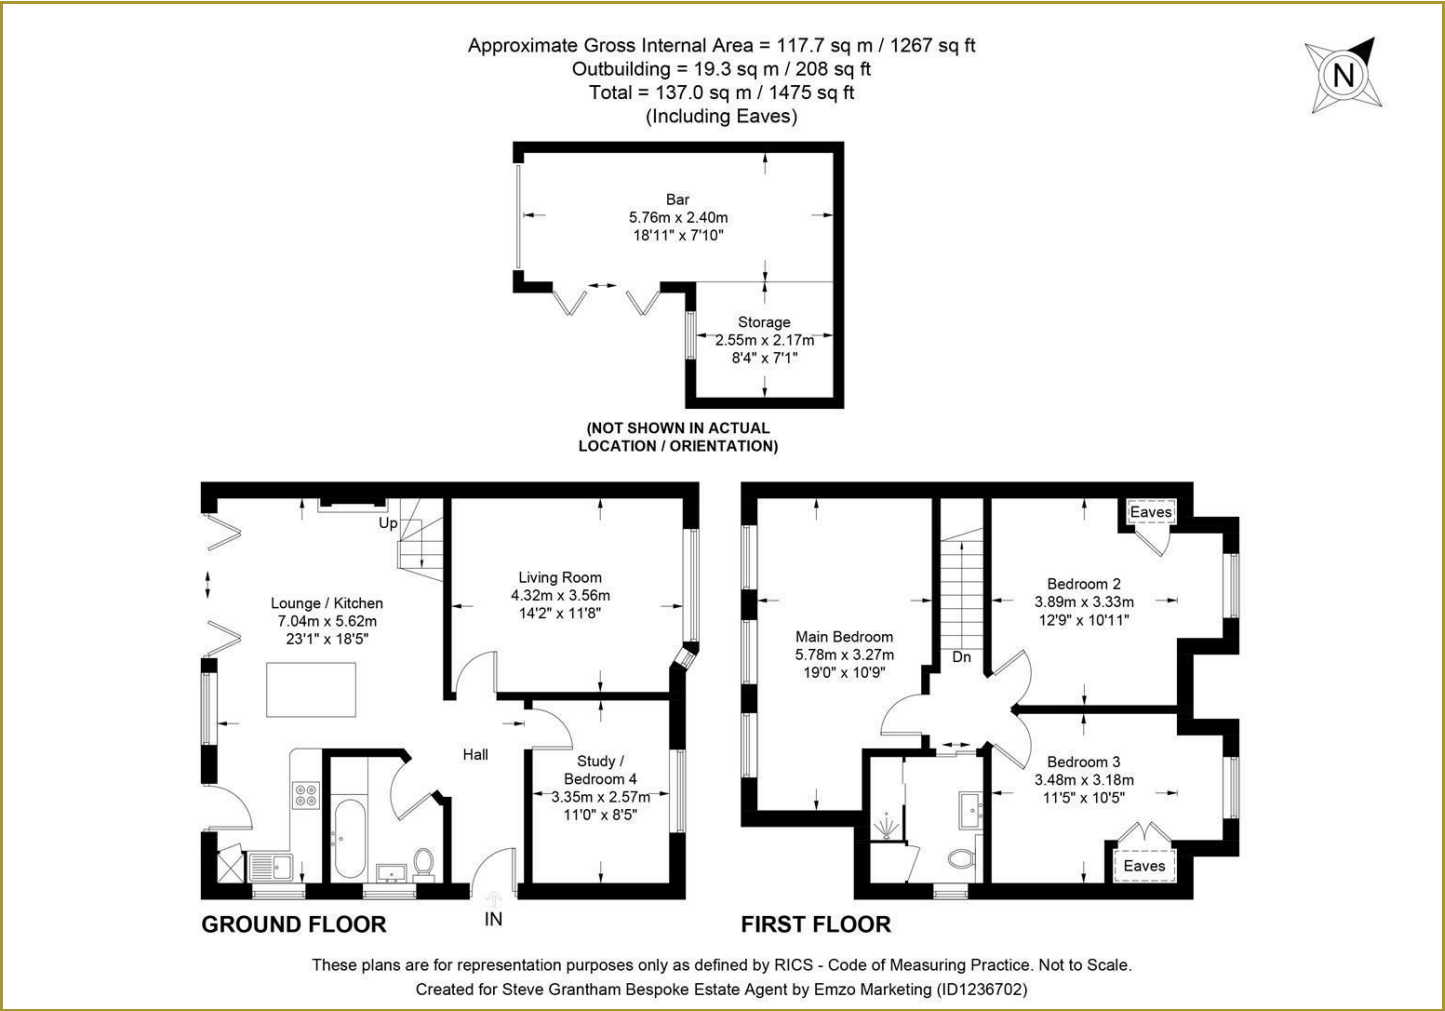 Approximate Gross Internal Area = 117.7 sq m / 1267 sq ft
Outbuilding = 19.3 sq m / 208 sq ft
Total = 137.0 sq m / 1475 sq ft
(Including Eaves)
N
Bar
5.76m x 2.40m
18'11" x 7'10"
Storage
2.55m x 2.17m
8'4" x 7'1"
(NOT SHOWN IN ACTUAL
LOCATION / ORIENTATION)
Up
Lounge / Kitchen
7.04m x 5.62m
23'1" x 18'5"
Living Room
4.32m x 3.56m
14'2" x 11'8"
Hall
Study /
Bedroom 4
3.35m x 2.57m
11'0" x 8'5"
IN
GROUND FLOOR
Main Bedroom
5.78m x 3.27m
19'0" x 10'9"
Dn
Eaves
Bedroom 2
3.89m x 3.33m
12'9" x 10'11"
Bedroom 3
3.48m x 3.18m
11'5" x 10'5"
Eaves
FIRST FLOOR
These plans are for representation purposes only as defined by RICS - Code of Measuring Practice. Not to Scale.
Created for Steve Grantham Bespoke Estate Agent by Emzo Marketing (ID1236702)